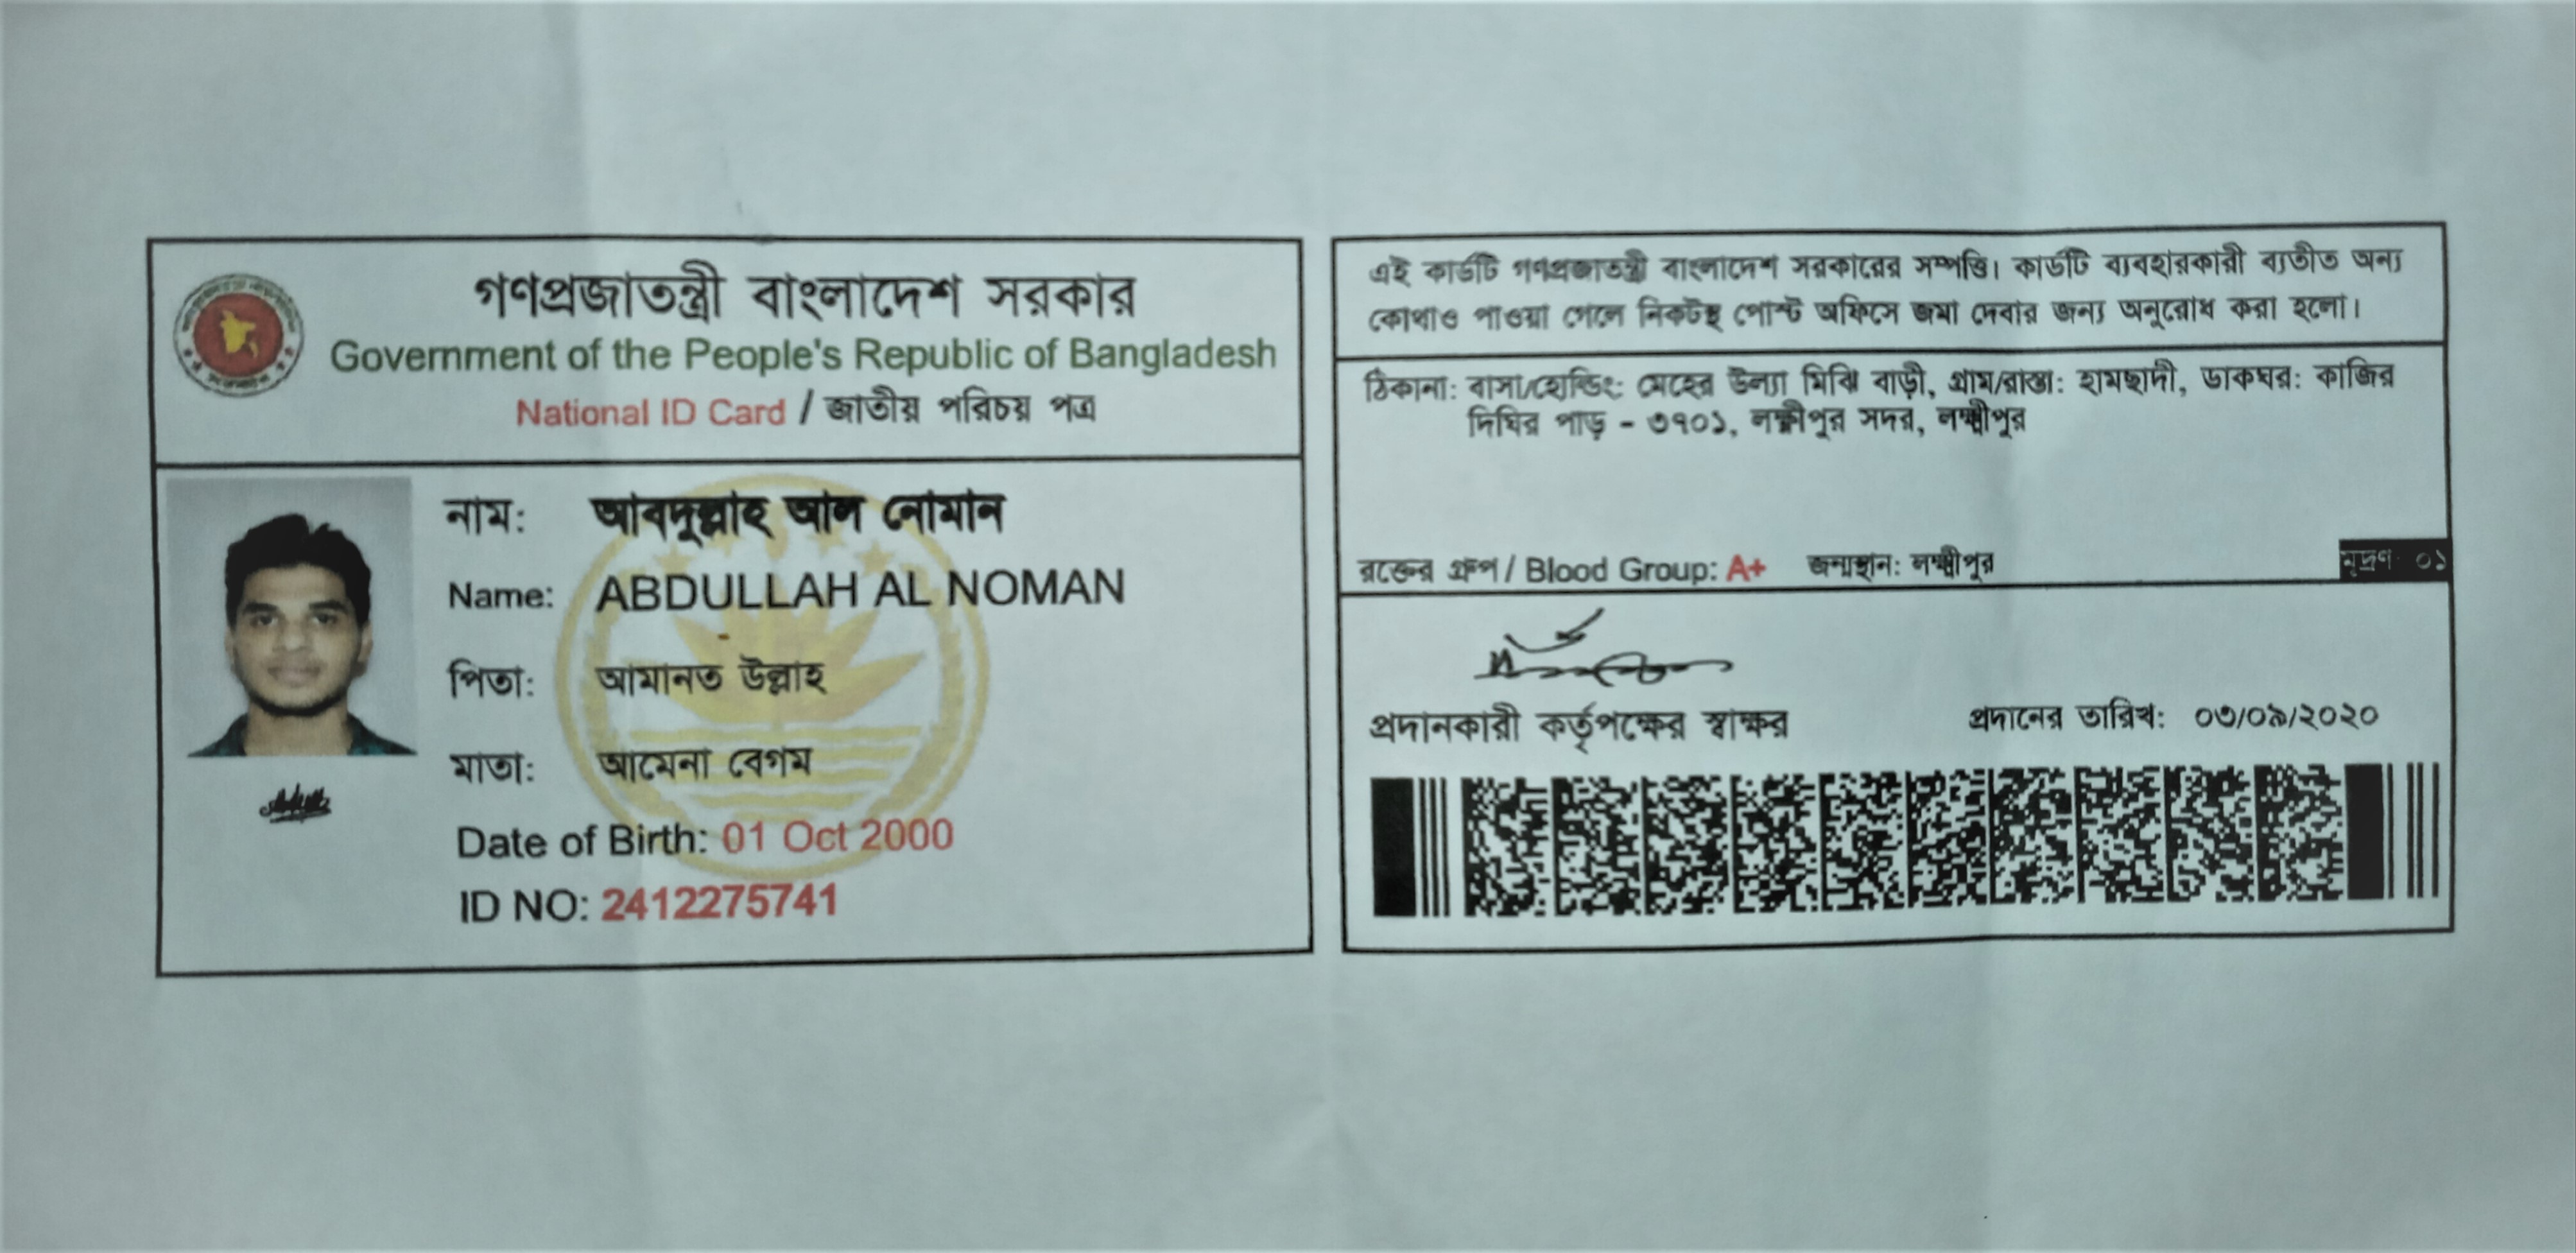 গণপ্রজাতন্ত্রী বাংলাদেশ সরকার
Government of the People's Republic of Bangladesh
National ID Card / জাতীয় পরিচয় পত্র
নাম: আবদুল্লাহ আল নোমান
Name: ABDULLAH AL NOMAN
পিতা: আমানত উল্লাহ
মাতা: আমেনা বেগম
Date of Birth: 01 Oct 2000
ID NO: 2412275741
এই কার্ডটি গণপ্রজাতন্ত্রী বাংলাদেশ সরকারের সম্পত্তি। কার্ডটি ব্যবহারকারী ব্যতীত অন্য
কোথাও পাওয়া গেলে নিকটস্থ পোস্ট অফিসে জমা দেবার জন্য অনুরোধ করা হলো।
ঠিকানা: বাসা/হোল্ডিং: মেহের উল্যা মিঝি বাড়ী, গ্রাম/রাস্তা: হামছাদী, ডাকঘর: কাজির
দিঘির পাড় - ৩৭০১, লক্ষ্মীপুর সদর, লক্ষ্মীপুর
রক্তের গ্রুপ / Blood Group: A+ জন্মস্থান: লক্ষ্মীপুর মুদ্রণ: ০১
প্রদানকারী কর্তৃপক্ষের স্বাক্ষর প্রদানের তারিখ: ০৩/০৯/২০২০